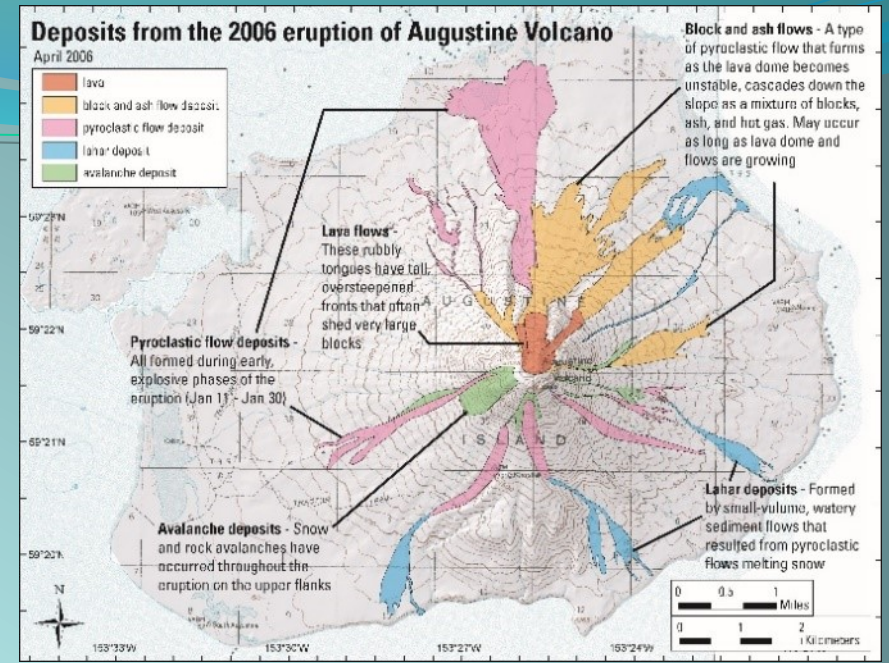 Deposits from the 2006 eruption of Augustine Volcano
April 2006
lava
block and ash flow deposit
pyroclastic flow deposit
lahar deposit
avalanche deposit
Block and ash flows - A type
of pyroclastic flow that forms
as the lava dome becomes
unstable, cascades down the
slope as a mixture of blocks,
ash, and hot gas. May occur
as long as lava dome and
flows are growing
59°23'N
Lava flows -
These rubbly
tongues have tall,
oversteepened
fronts that often
shed very large
blocks
AUGUSTINE
59°22'N
Pyroclastic flow deposits -
All formed during early,
explosive phases of the
eruption (Jan 11 - Jan 30)
Augustine
Volcano
59°21'N
ISLAND
Lahar deposits - Formed
by small-volume, watery
sediment flows that
resulted from pyroclastic
flows melting snow
Avalanche deposits - Snow
and rock avalanches have
occurred throughout the
eruption on the upper flanks
59°20'N
N
0 0.5 1
Miles
0 1 2
Kilometers
153°33'W
153°30'W
153°27'W
153°24'W